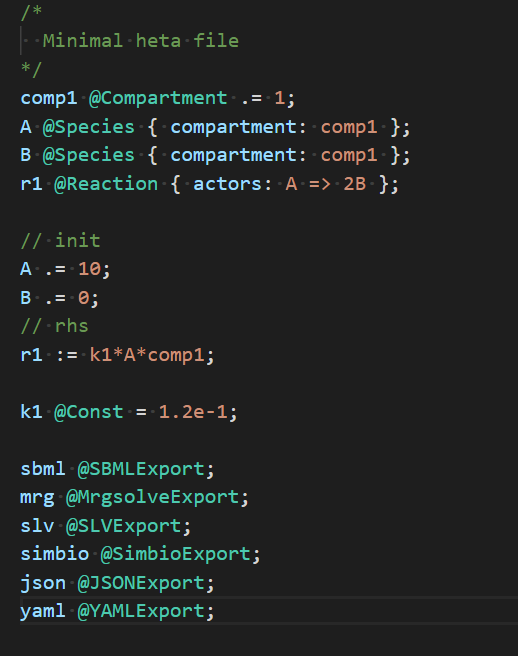 /*
  Minimal heta file
*/
comp1 @Compartment .= 1;
A @Species { compartment: comp1 };
B @Species { compartment: comp1 };
r1 @Reaction { actors: A => 2B };

// init
A .= 10;
B .= 0;
// rhs
r1 := k1*A*comp1;

k1 @Const = 1.2e-1;

sbml @SBMLExport;
mrg @MrgsolveExport;
slv @SLVExport;
simbio @SimbioExport;
json @JSONExport;
yaml @YAMLExport;